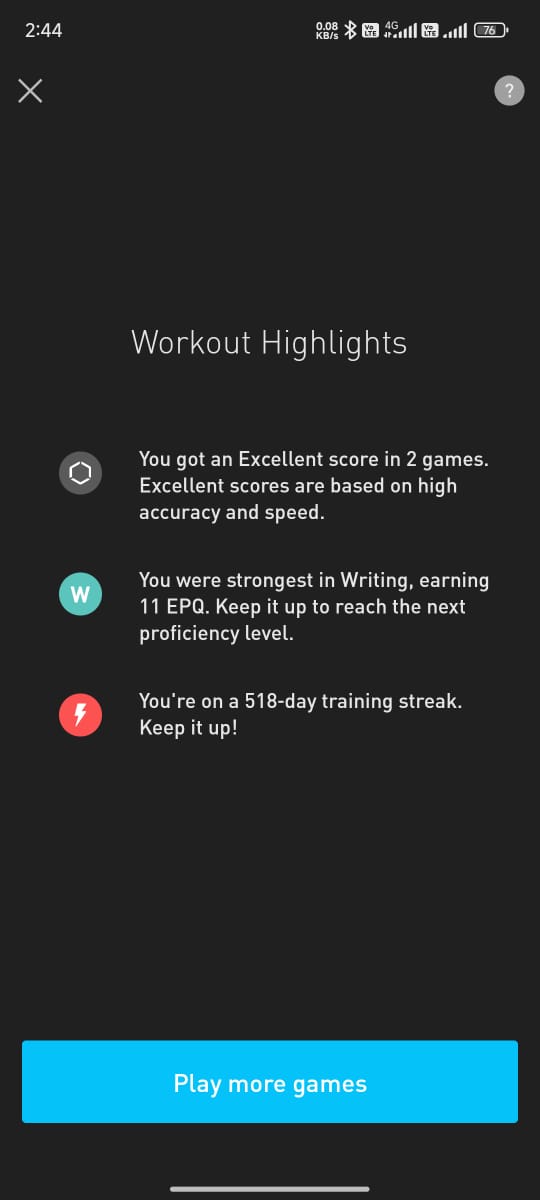 2:44
0.08
KB/s
Vo
LTE
4G
Vo
LTE
76
?
Workout Highlights
You got an Excellent score in 2 games.
Excellent scores are based on high
accuracy and speed.
W
You were strongest in Writing, earning
11 EPQ. Keep it up to reach the next
proficiency level.
You're on a 518-day training streak.
Keep it up!
Play more games